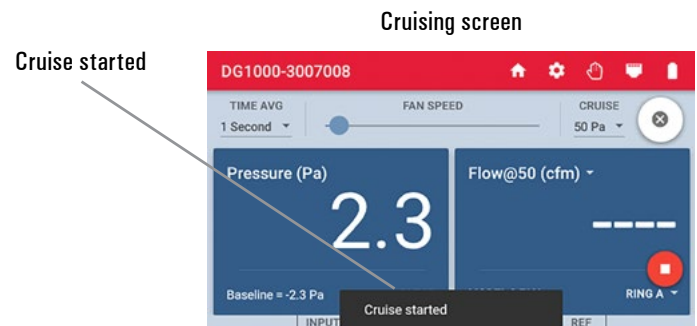 Cruising screen
Cruise started
DG1000-3007008
TIME AVG
FAN SPEED
CRUISE
1 Second
50 Pa
Pressure (Pa)
Flow@50 (cfm)
2.3
----
Baseline = -2.3 Pa
RING A
Cruise started
INPUT
REF